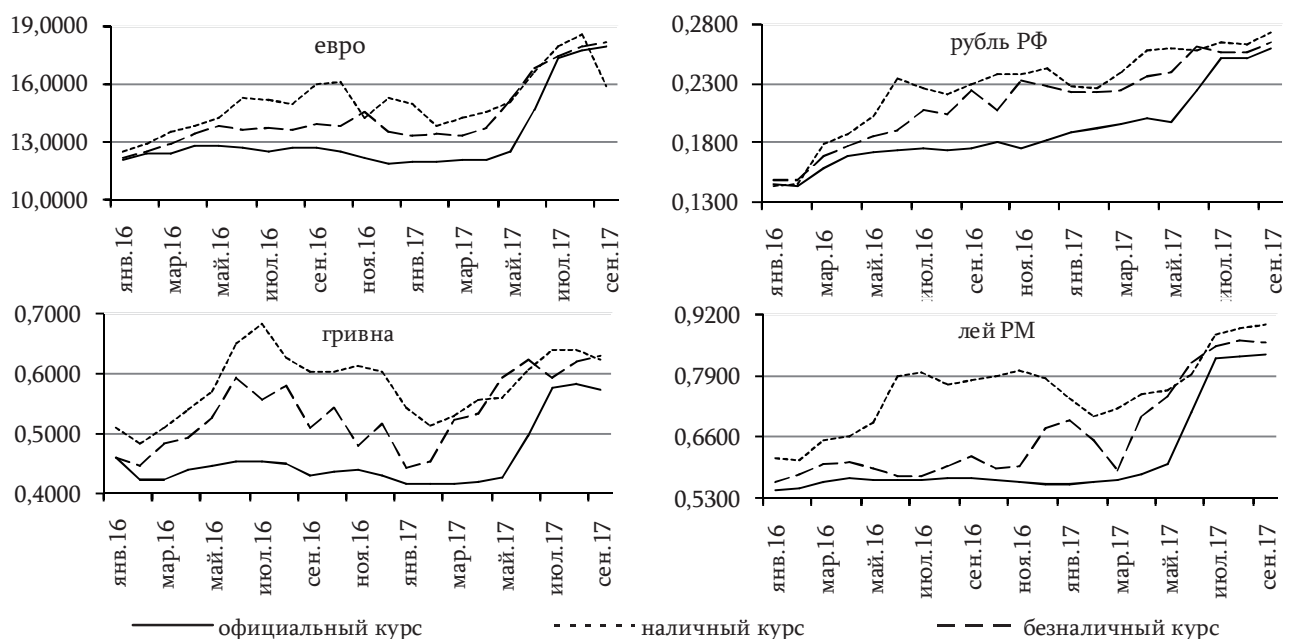 евро
19,0000
16,0000
13,0000
10,0000
янв.16
мар.16
май.16
июл.16
сен.16
ноя.16
янв.17
мар.17
май.17
июл.17
сен.17
рубль РФ
0,2800
0,2300
0,1800
0,1300
янв.16
мар.16
май.16
июл.16
сен.16
ноя.16
янв.17
мар.17
май.17
июл.17
сен.17
гривна
0,7000
0,6000
0,5000
0,4000
янв.16
мар.16
май.16
июл.16
сен.16
ноя.16
янв.17
мар.17
май.17
июл.17
сен.17
лей РМ
0,9200
0,7900
0,6600
0,5300
янв.16
мар.16
май.16
июл.16
сен.16
ноя.16
янв.17
мар.17
май.17
июл.17
сен.17
официальный курс
наличный курс
безналичный курс